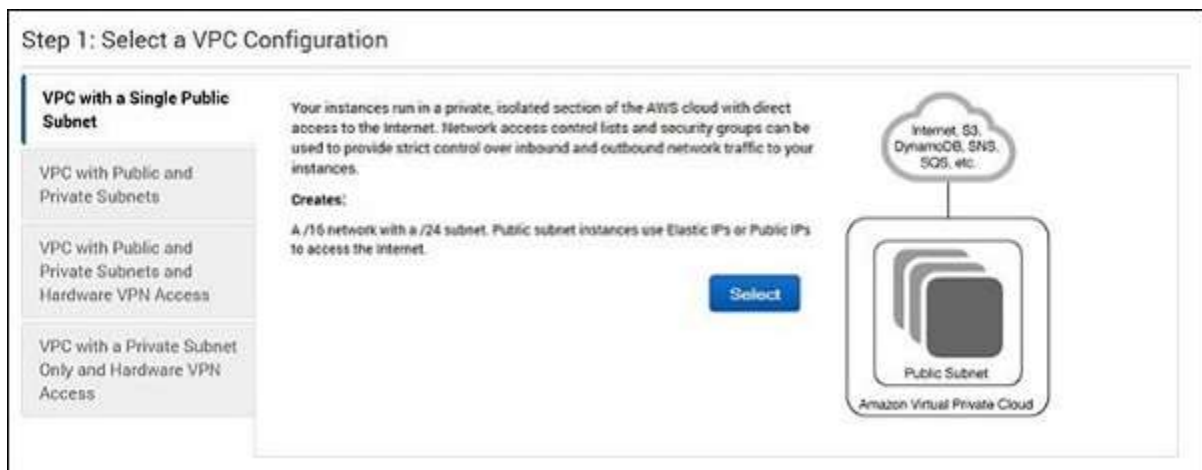 Step 1: Select a VPC Configuration
VPC with a Single Public
Subnet
VPC with Public and
Private Subnets
VPC with Public and
Private Subnets and
Hardware VPN Access
VPC with a Private Subnet
Only and Hardware VPN
Access
Your instances run in a private, isolated section of the AWS cloud with direct
access to the Internet. Network access control lists and security groups can be
used to provide strict control over inbound and outbound network traffic to your
instances.
Creates:
A /16 network with a /24 subnet. Public subnet instances use Elastic IPs or Public IPs
to access the Internet.
Select
Internet, S3,
DynamoDB, SNS,
SQS, etc.
Public Subnet
Amazon Virtual Private Cloud